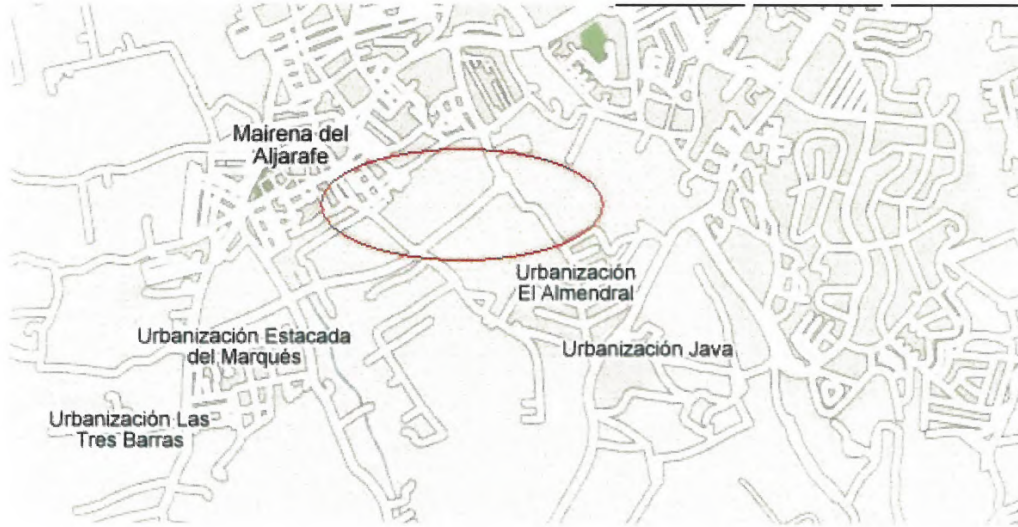 Mairena del
Aljarafe
Urbanización
El Almendral
Urbanización Estacada
del Marqués
Urbanización Java
Urbanización Las
Tres Barras